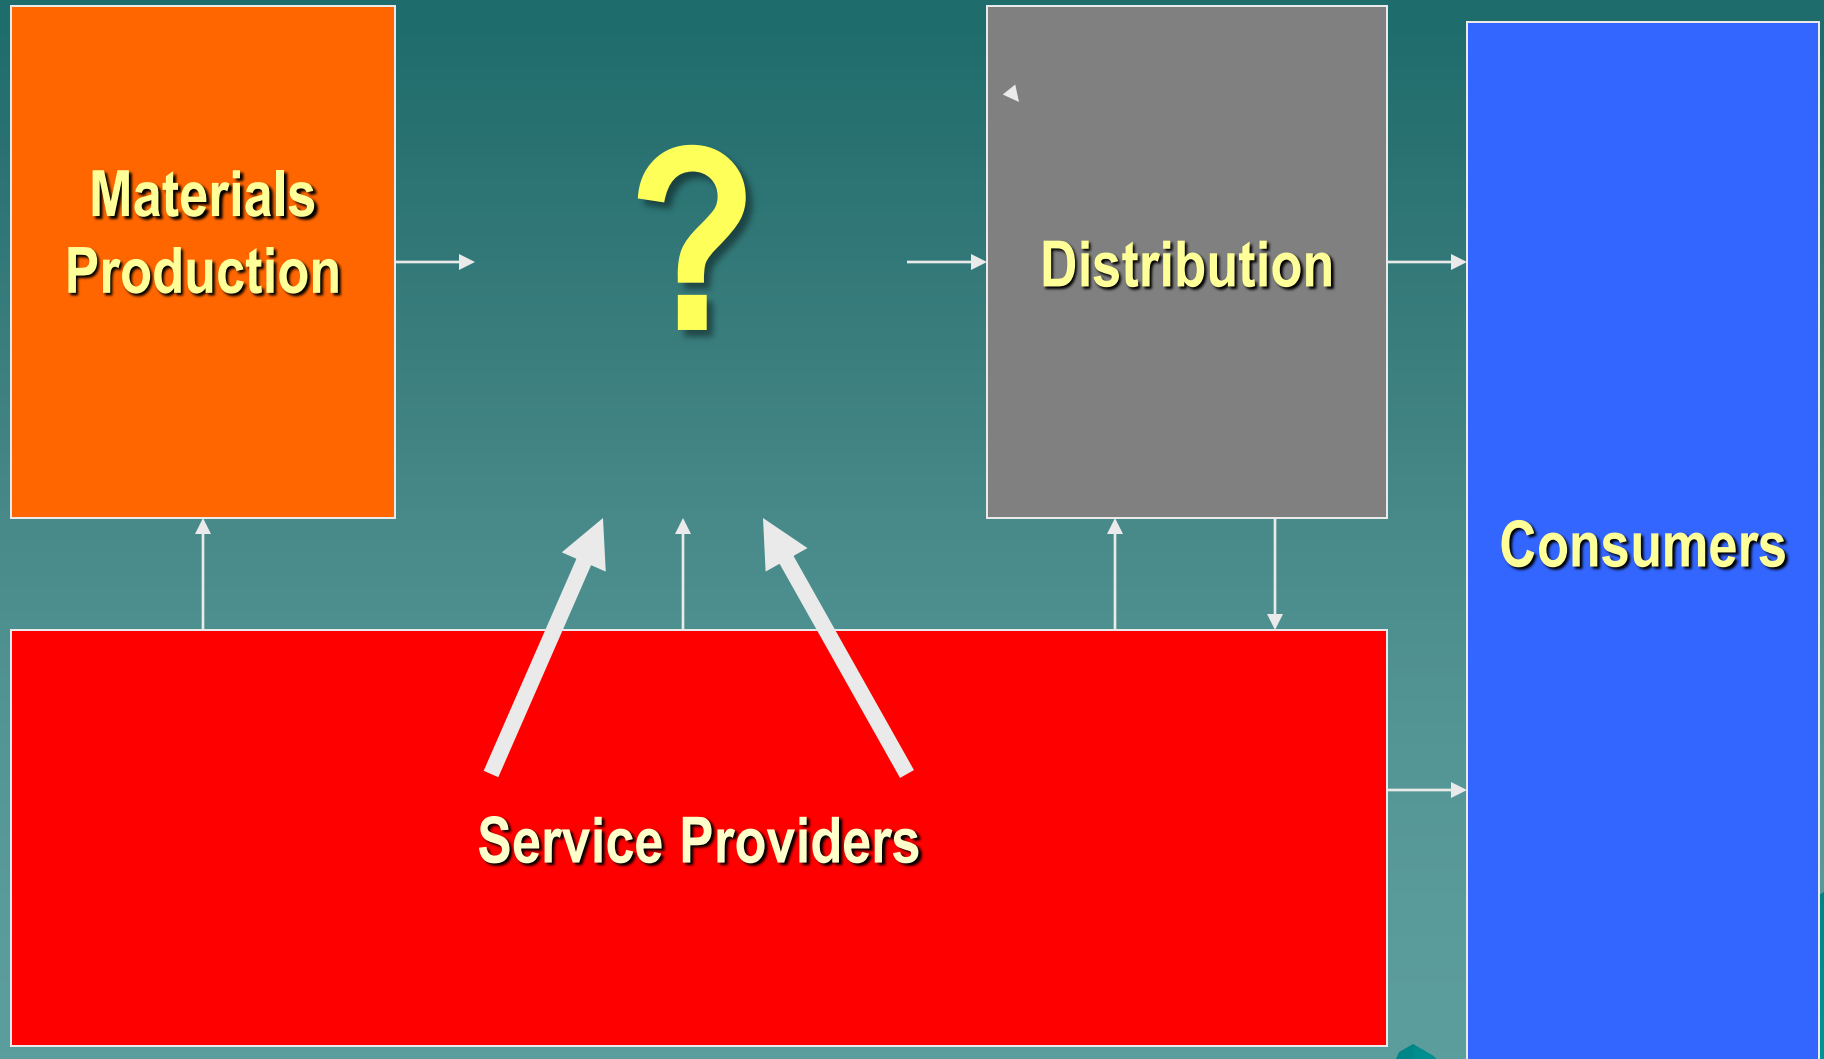 Materials
Production
?
Distribution
Consumers
Service Providers